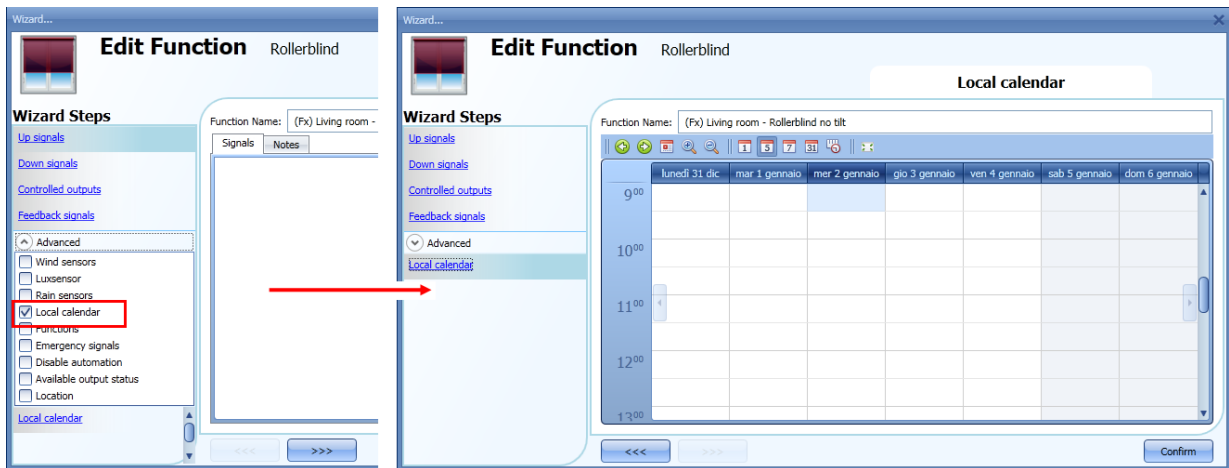 Wizard...
Edit Function Rollerblind
Wizard Steps
Up signals
Down signals
Controlled outputs
Feedback signals
Advanced
Wind sensors
Luxsensor
Rain sensors
Local calendar
Functions
Emergency signals
Disable automation
Available output status
Location
Local calendar
Function Name: (Fx) Living room -
Signals Notes
<<< >>>
Wizard...
Edit Function Rollerblind
Local calendar
Wizard Steps
Up signals
Down signals
Controlled outputs
Feedback signals
Advanced
Local calendar
Function Name: (Fx) Living room - Rollerblind no tilt
1 5 7 31
lunedì 31 dic mar 1 gennaio mer 2 gennaio gio 3 gennaio ven 4 gennaio sab 5 gennaio dom 6 gennaio
900
1000
1100
1200
1300
<<< >>> Confirm